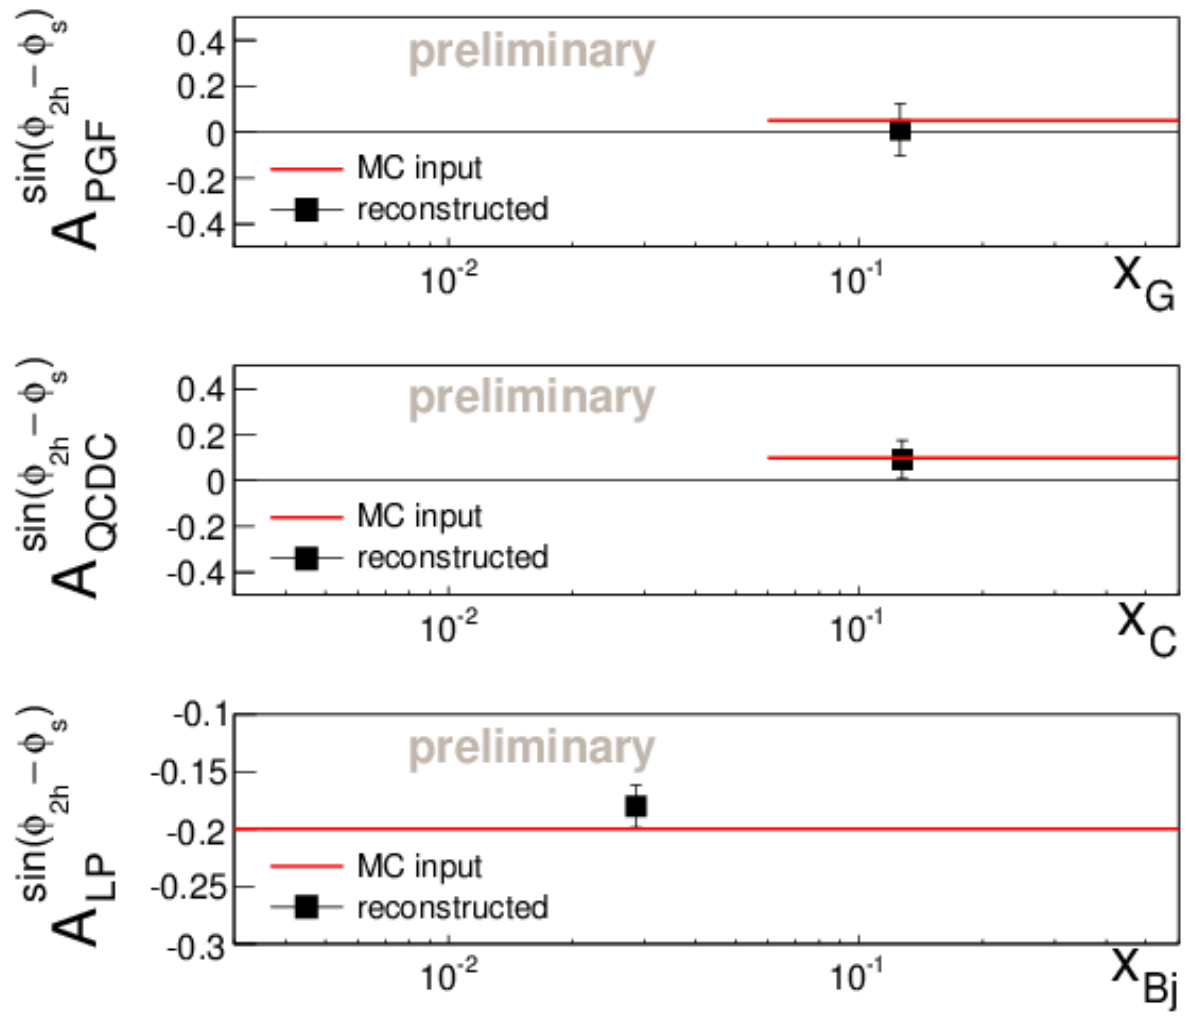 A_PGF^sin(ϕ_2h − ϕ_s)
preliminary
0.4
0.2
0
-0.2
-0.4
MC input
reconstructed
10^-2
10^-1
x_G
A_QCDC^sin(ϕ_2h − ϕ_s)
preliminary
0.4
0.2
0
-0.2
-0.4
MC input
reconstructed
10^-2
10^-1
x_C
A_LP^sin(ϕ_2h − ϕ_s)
preliminary
-0.1
-0.15
-0.2
-0.25
-0.3
MC input
reconstructed
10^-2
10^-1
x_Bj